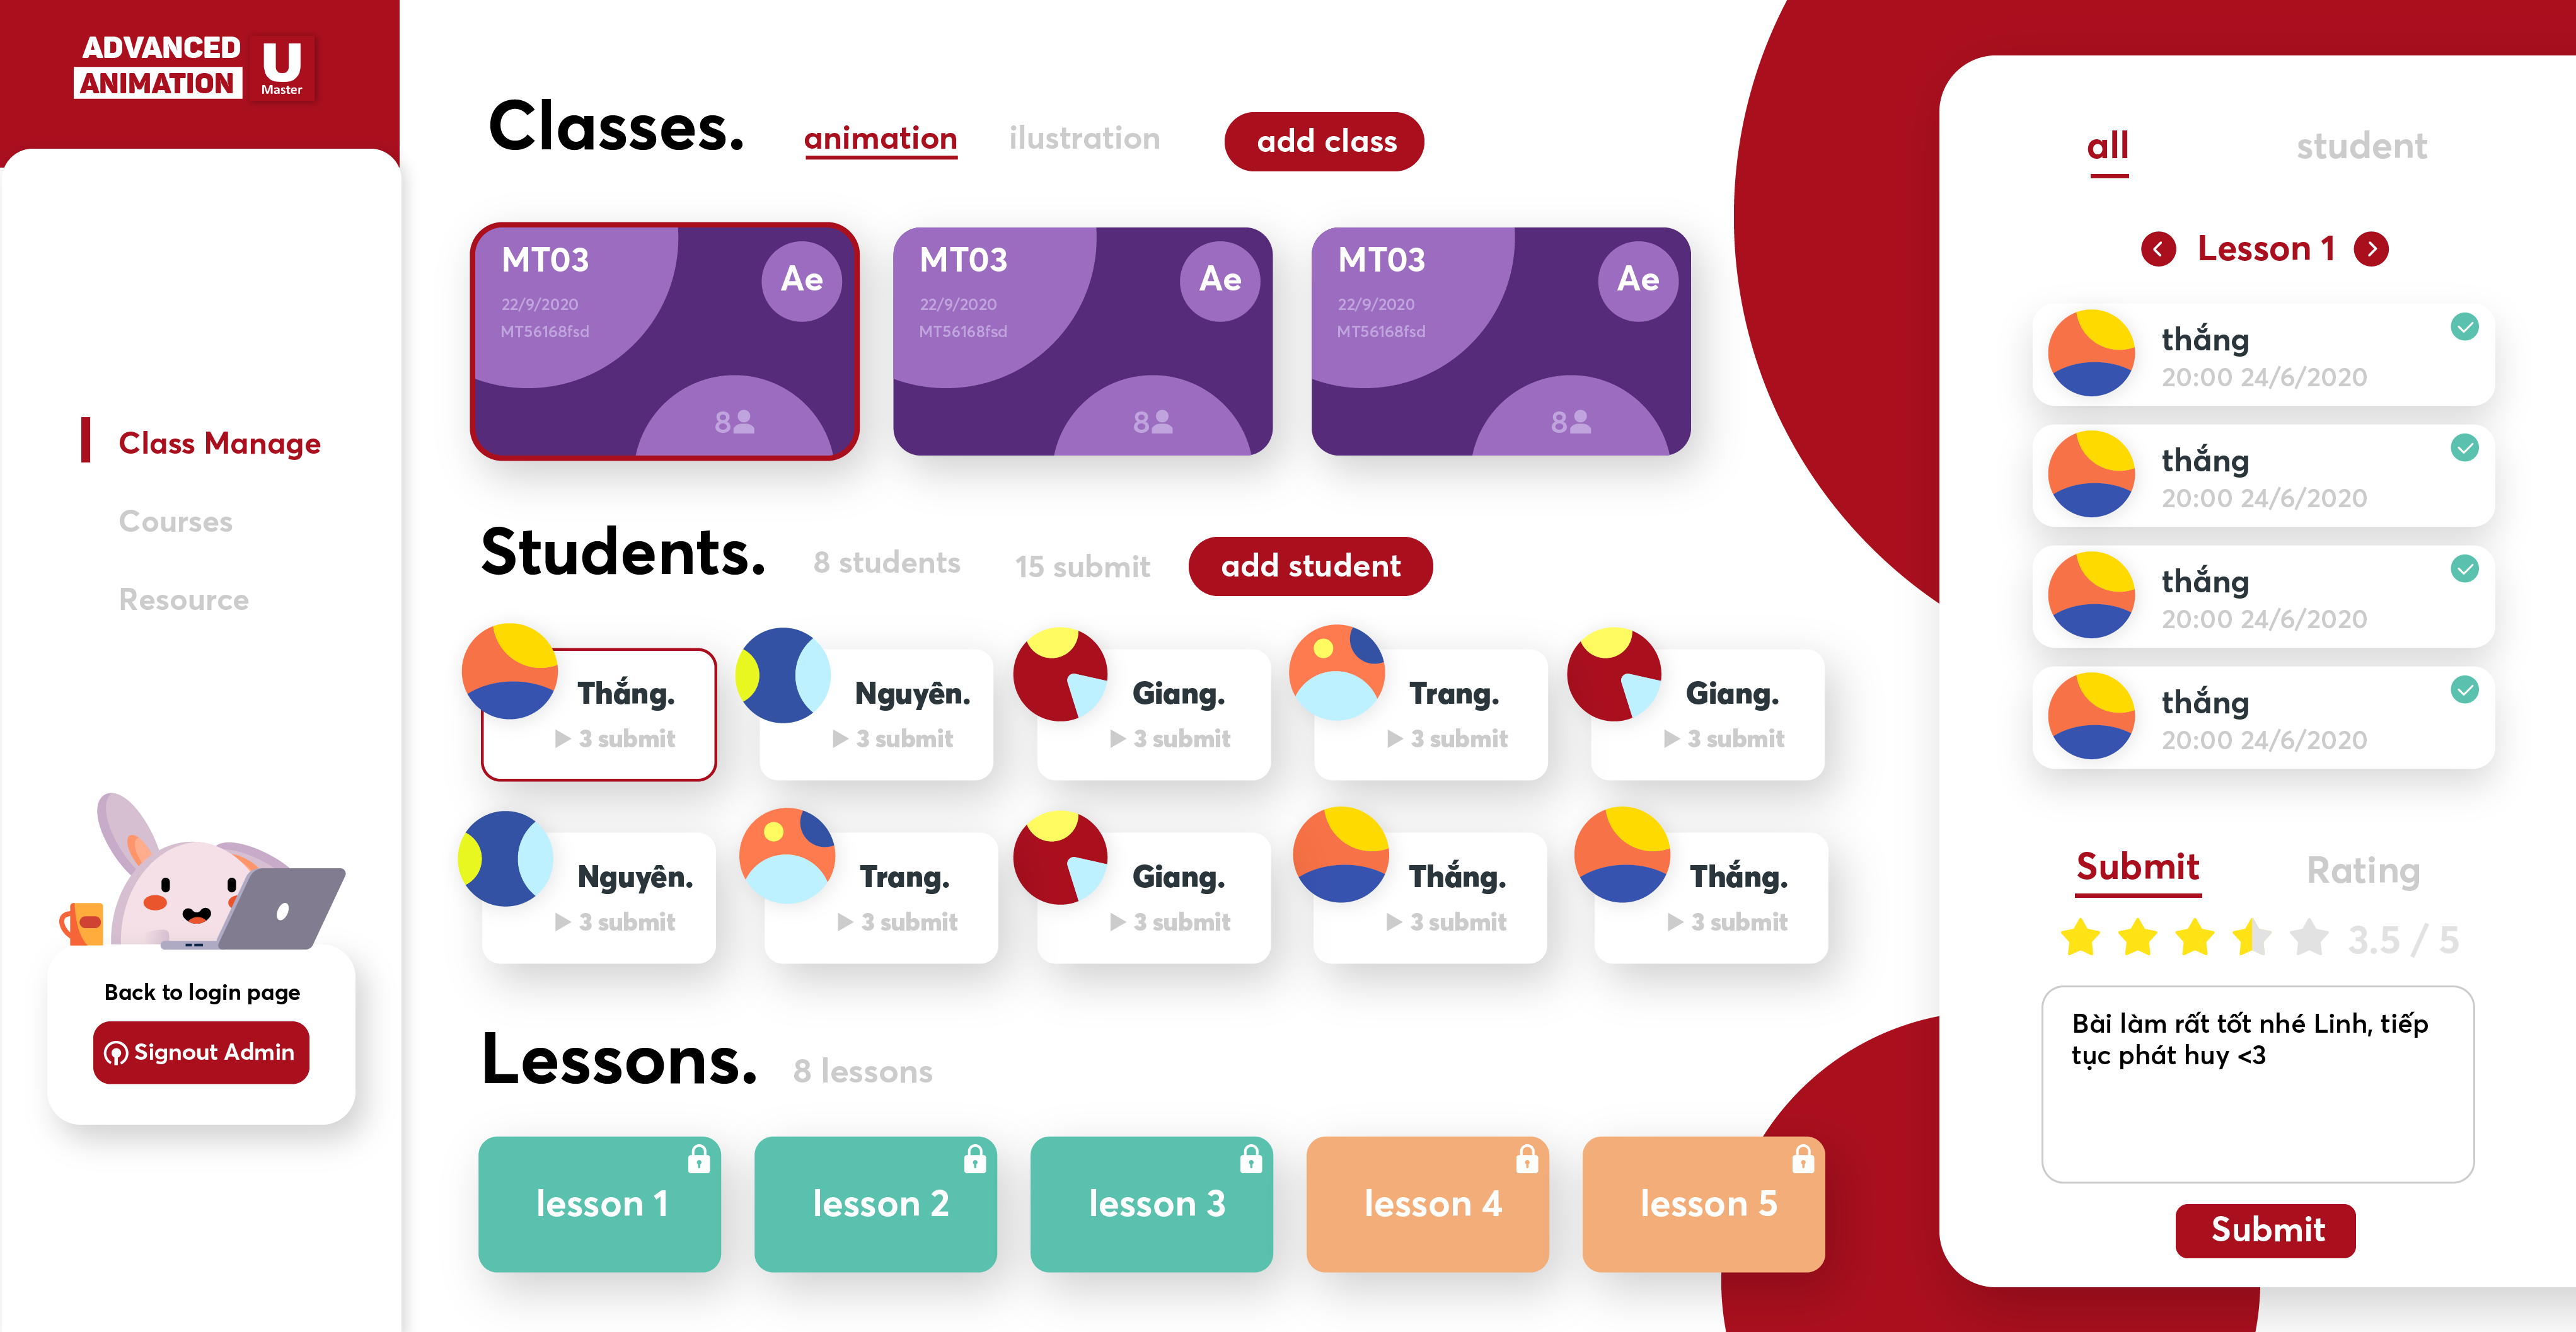 ADVANCED
ANIMATION
U
Master
Class Manage
Courses
Resource
Back to login page
Signout Admin
Classes.
animation
ilustration
add class
MT03
22/9/2020
MT56168fsd
Ae
8
MT03
22/9/2020
MT56168fsd
Ae
8
MT03
22/9/2020
MT56168fsd
Ae
8
Students.
8 students
15 submit
add student
Thắng.
3 submit
Nguyên.
3 submit
Giang.
3 submit
Trang.
3 submit
Giang.
3 submit
Nguyên.
3 submit
Trang.
3 submit
Giang.
3 submit
Thắng.
3 submit
Thắng.
3 submit
Lessons.
8 lessons
lesson 1
lesson 2
lesson 3
lesson 4
lesson 5
all
student
Lesson 1
thắng
20:00 24/6/2020
thắng
20:00 24/6/2020
thắng
20:00 24/6/2020
thắng
20:00 24/6/2020
Submit
Rating
3.5 / 5
Bài làm rất tốt nhé Linh, tiếp
tục phát huy <3
Submit